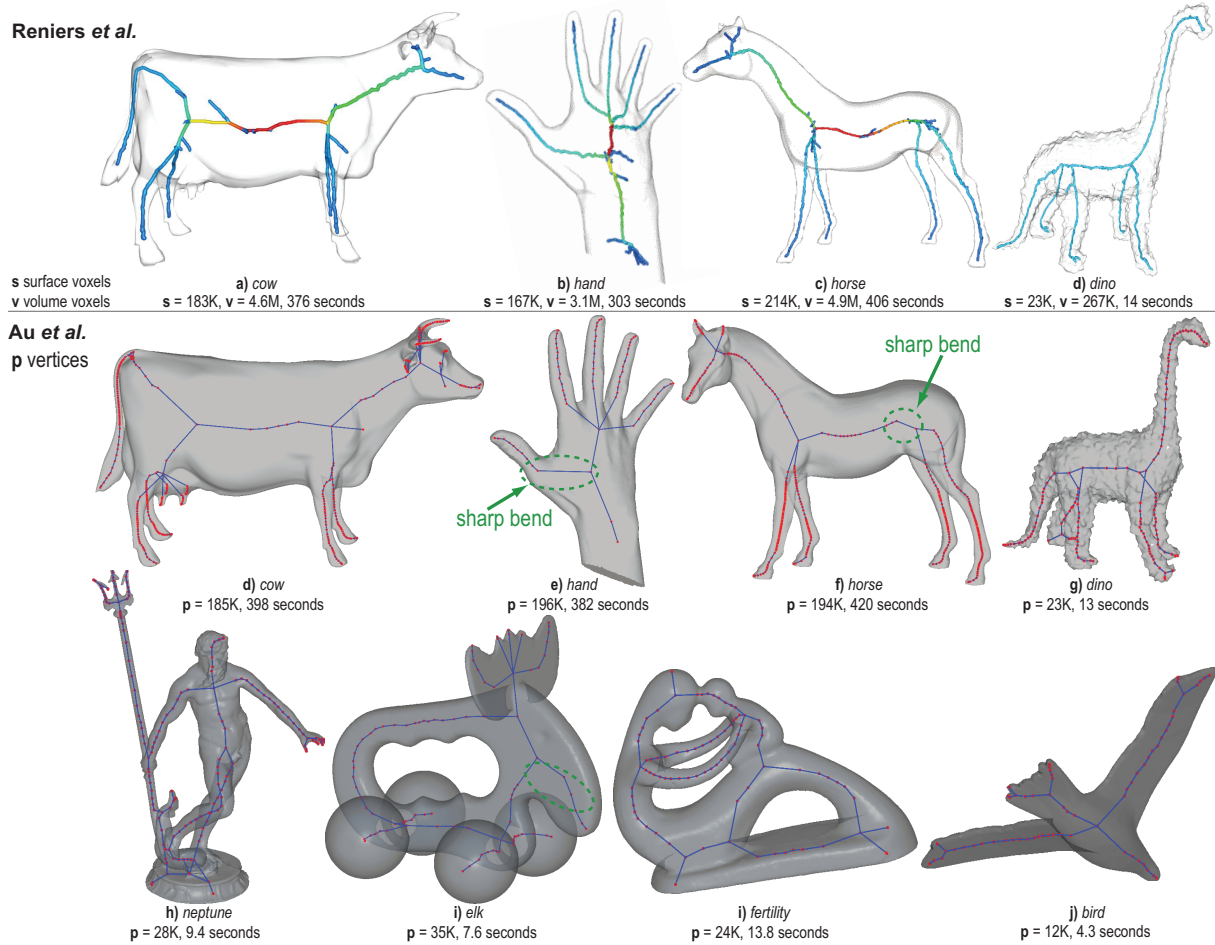 Reniers et al.
s surface voxels
v volume voxels
a) cow
s = 183K, v = 4.6M, 376 seconds
b) hand
s = 167K, v = 3.1M, 303 seconds
c) horse
s = 214K, v = 4.9M, 406 seconds
d) dino
s = 23K, v = 267K, 14 seconds
Au et al.
p vertices
sharp bend
sharp bend
d) cow
p = 185K, 398 seconds
e) hand
p = 196K, 382 seconds
f) horse
p = 194K, 420 seconds
g) dino
p = 23K, 13 seconds
h) neptune
p = 28K, 9.4 seconds
i) elk
p = 35K, 7.6 seconds
i) fertility
p = 24K, 13.8 seconds
j) bird
p = 12K, 4.3 seconds